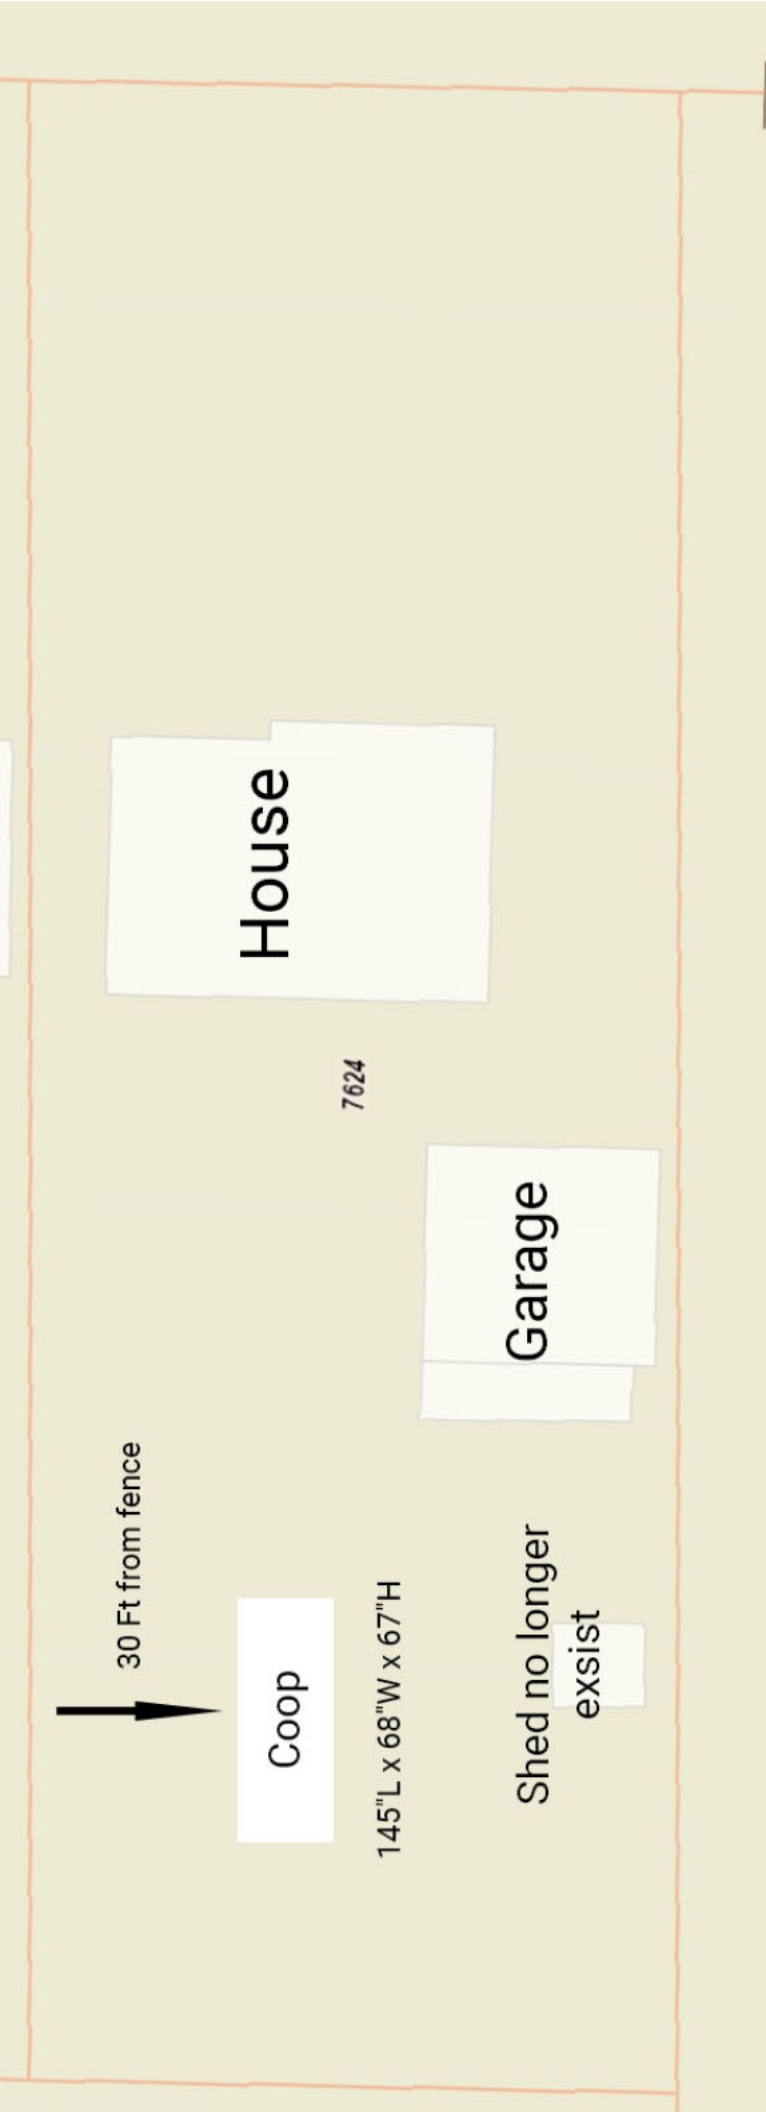 House
7624
Garage
30 Ft from fence
Coop
145"L x 68"W x 67"H
Shed no longer
exsist